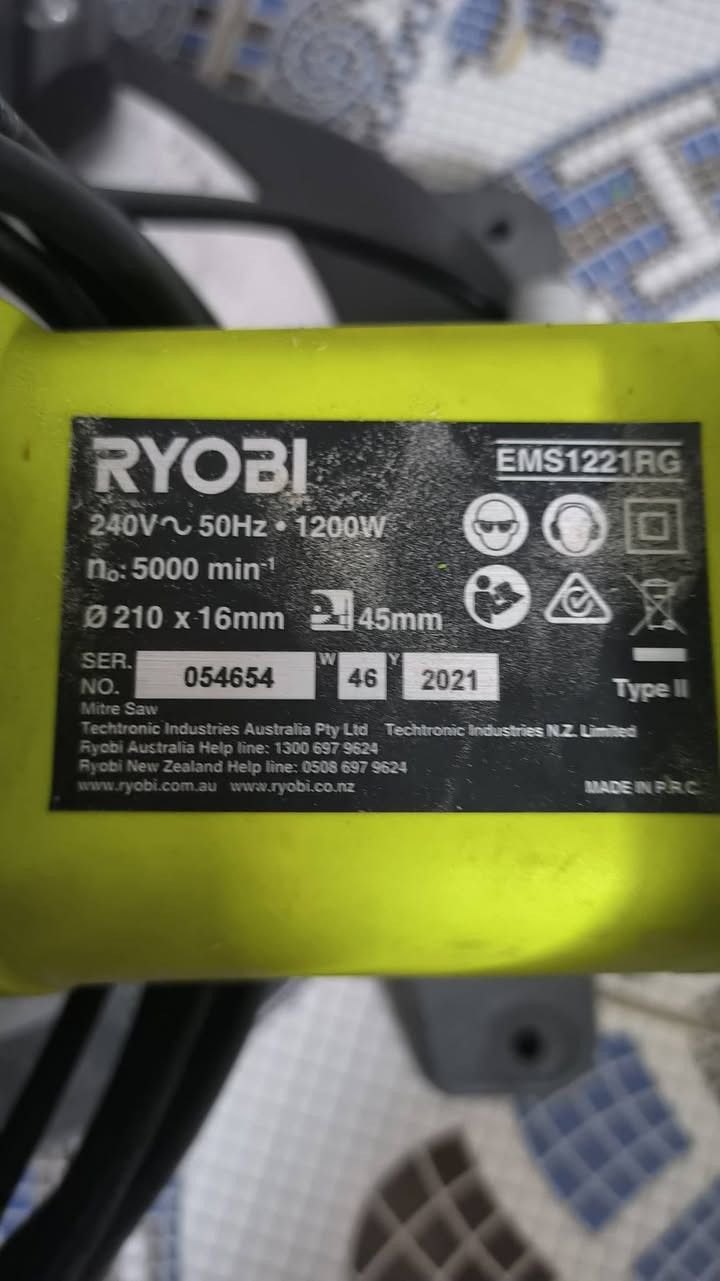 RYOBI
EMS1221RG
240V∿ 50Hz • 1200W
nₒ: 5000 min⁻¹
Ø 210 x 16mm 45mm
SER. NO. 054654 W 46 Y 2021
Type II
Mitre Saw
Techtronic Industries Australia Pty Ltd Techtronic Industries N.Z. Limited
Ryobi Australia Help line: 1300 697 9624
Ryobi New Zealand Help line: 0508 697 9624
www.ryobi.com.au www.ryobi.co.nz
MADE IN P.R.C.